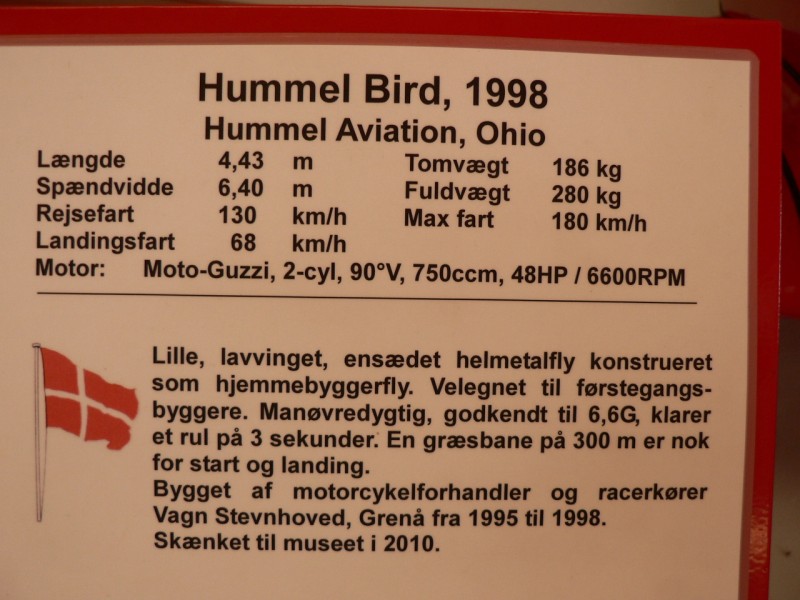 Hummel Bird, 1998
Hummel Aviation, Ohio
Længde 4,43 m Tomvægt 186 kg
Spændvidde 6,40 m Fuldvægt 280 kg
Rejsefart 130 km/h Max fart 180 km/h
Landingsfart 68 km/h
Motor: Moto-Guzzi, 2-cyl, 90°V, 750ccm, 48HP / 6600RPM
Lille, lavvinget, ensædet helmetalfly konstrueret
som hjemmebyggerfly. Velegnet til førstegangs-
byggere. Manøvredygtig, godkendt til 6,6G, klarer
et rul på 3 sekunder. En græsbane på 300 m er nok
for start og landing.
Bygget af motorcykelforhandler og racerkører
Vagn Stevnhoved, Grenå fra 1995 til 1998.
Skænket til museet i 2010.